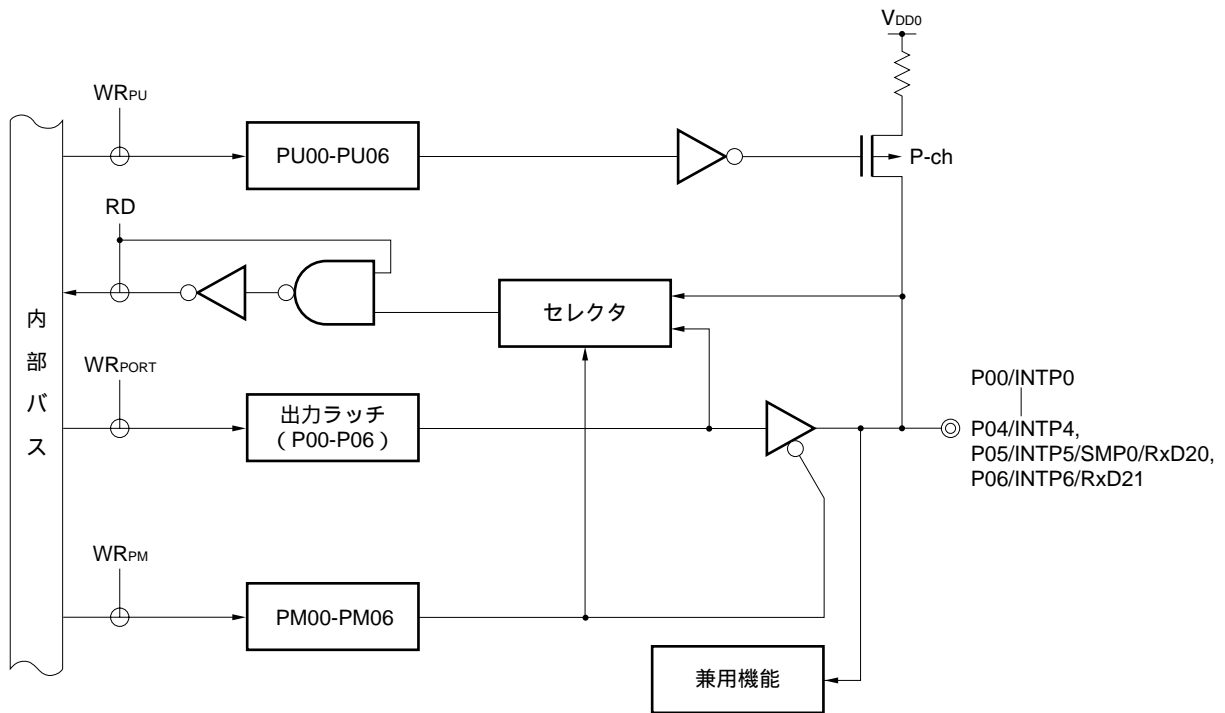 VDD0
WRPU
PU00-PU06
P-ch
RD
セレクタ
内部バス
WRPORT
出力ラッチ
（P00-P06）
P00/INTP0
P04/INTP4,
P05/INTP5/SMP0/RxD20,
P06/INTP6/RxD21
WRPM
PM00-PM06
兼用機能